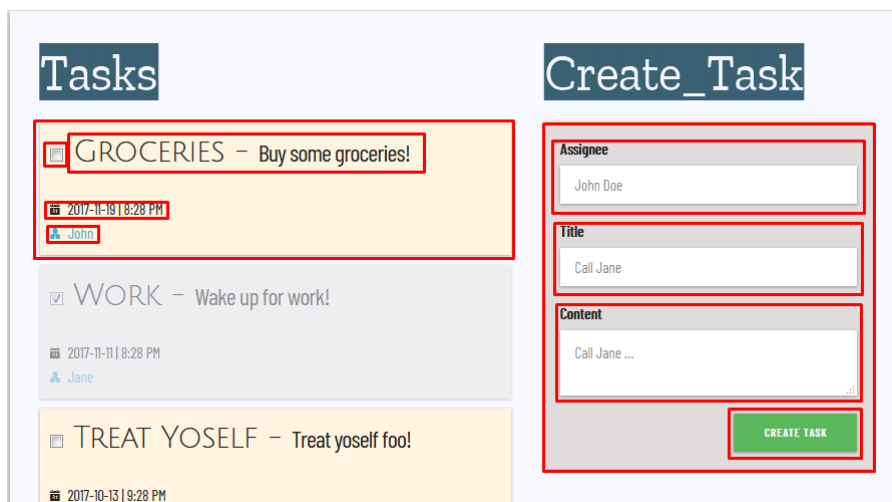 Tasks
GROCERIES - Buy some groceries!
2017-11-19 | 8:28 PM
John
WORK - Wake up for work!
2017-11-11 | 8:28 PM
Jane
TREAT YOSELF - Treat yoself foo!
2017-10-13 | 9:28 PM
Create_Task
Assignee
John Doe
Title
Call Jane
Content
Call Jane ...
CREATE TASK